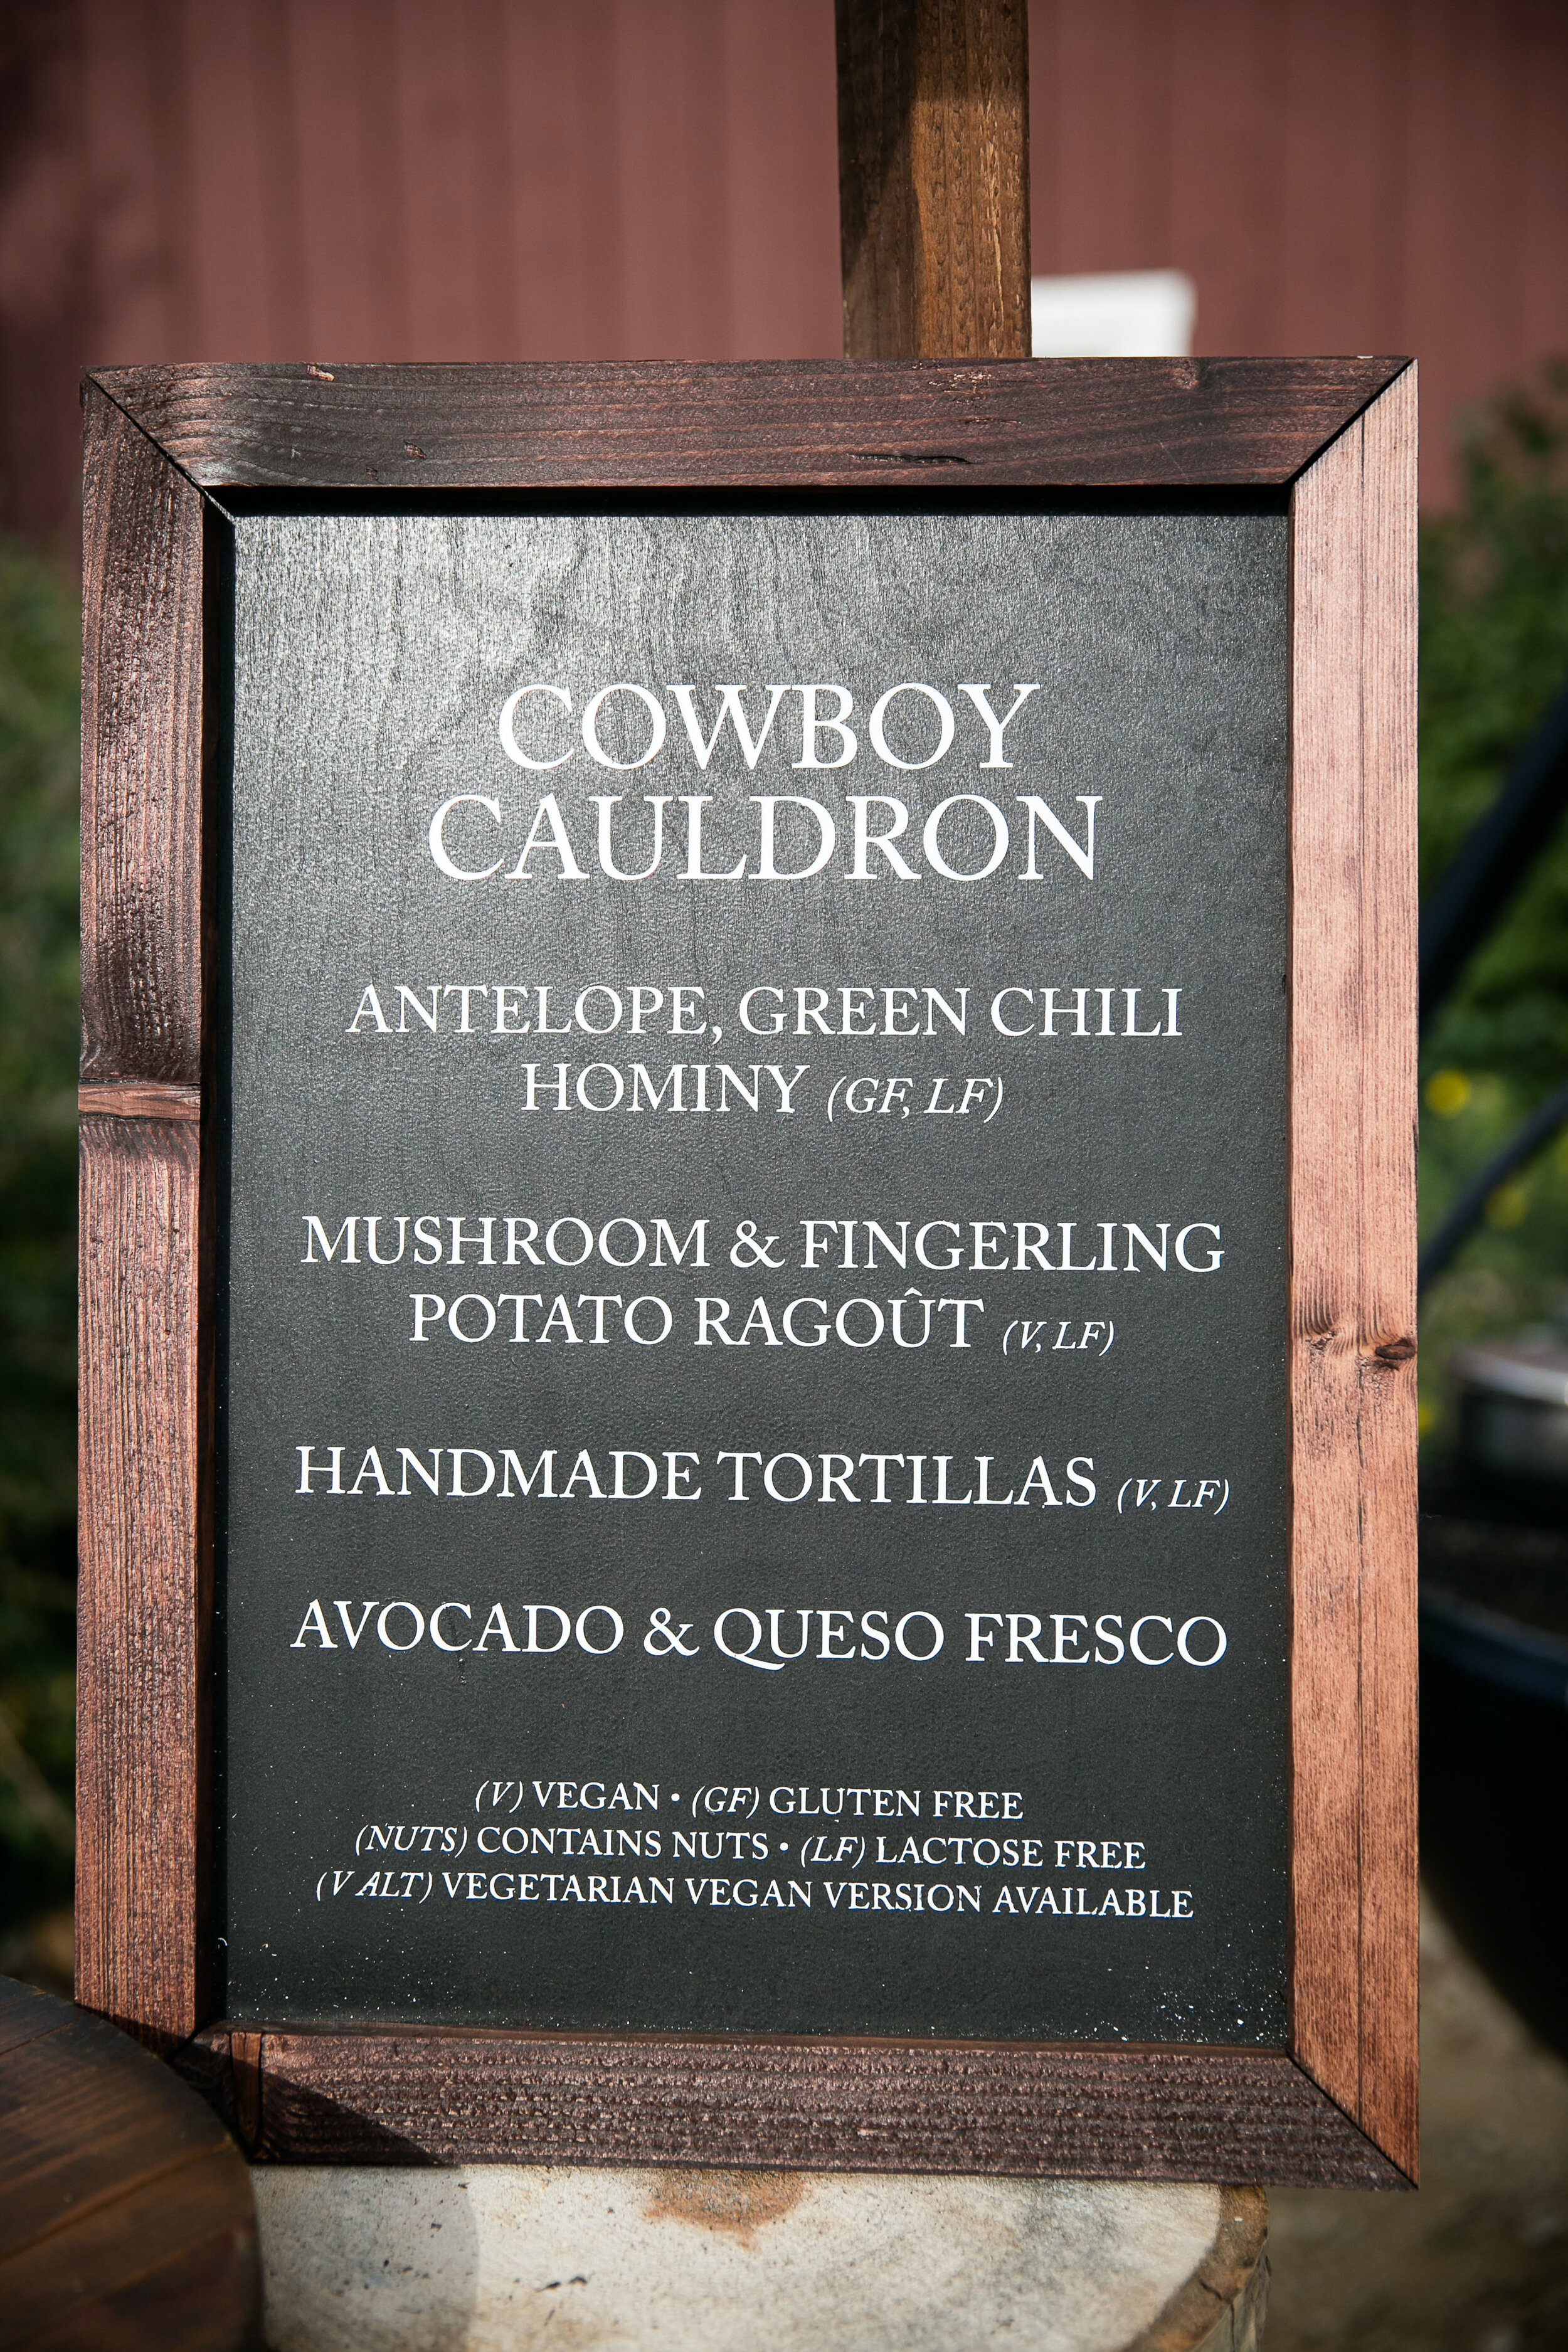 COWBOY
CAULDRON
ANTELOPE, GREEN CHILI
HOMINY (GF, LF)
MUSHROOM & FINGERLING
POTATO RAGOÛT (V, LF)
HANDMADE TORTILLAS (V, LF)
AVOCADO & QUESO FRESCO
(V) VEGAN • (GF) GLUTEN FREE
(NUTS) CONTAINS NUTS • (LF) LACTOSE FREE
(V ALT) VEGETARIAN VEGAN VERSION AVAILABLE